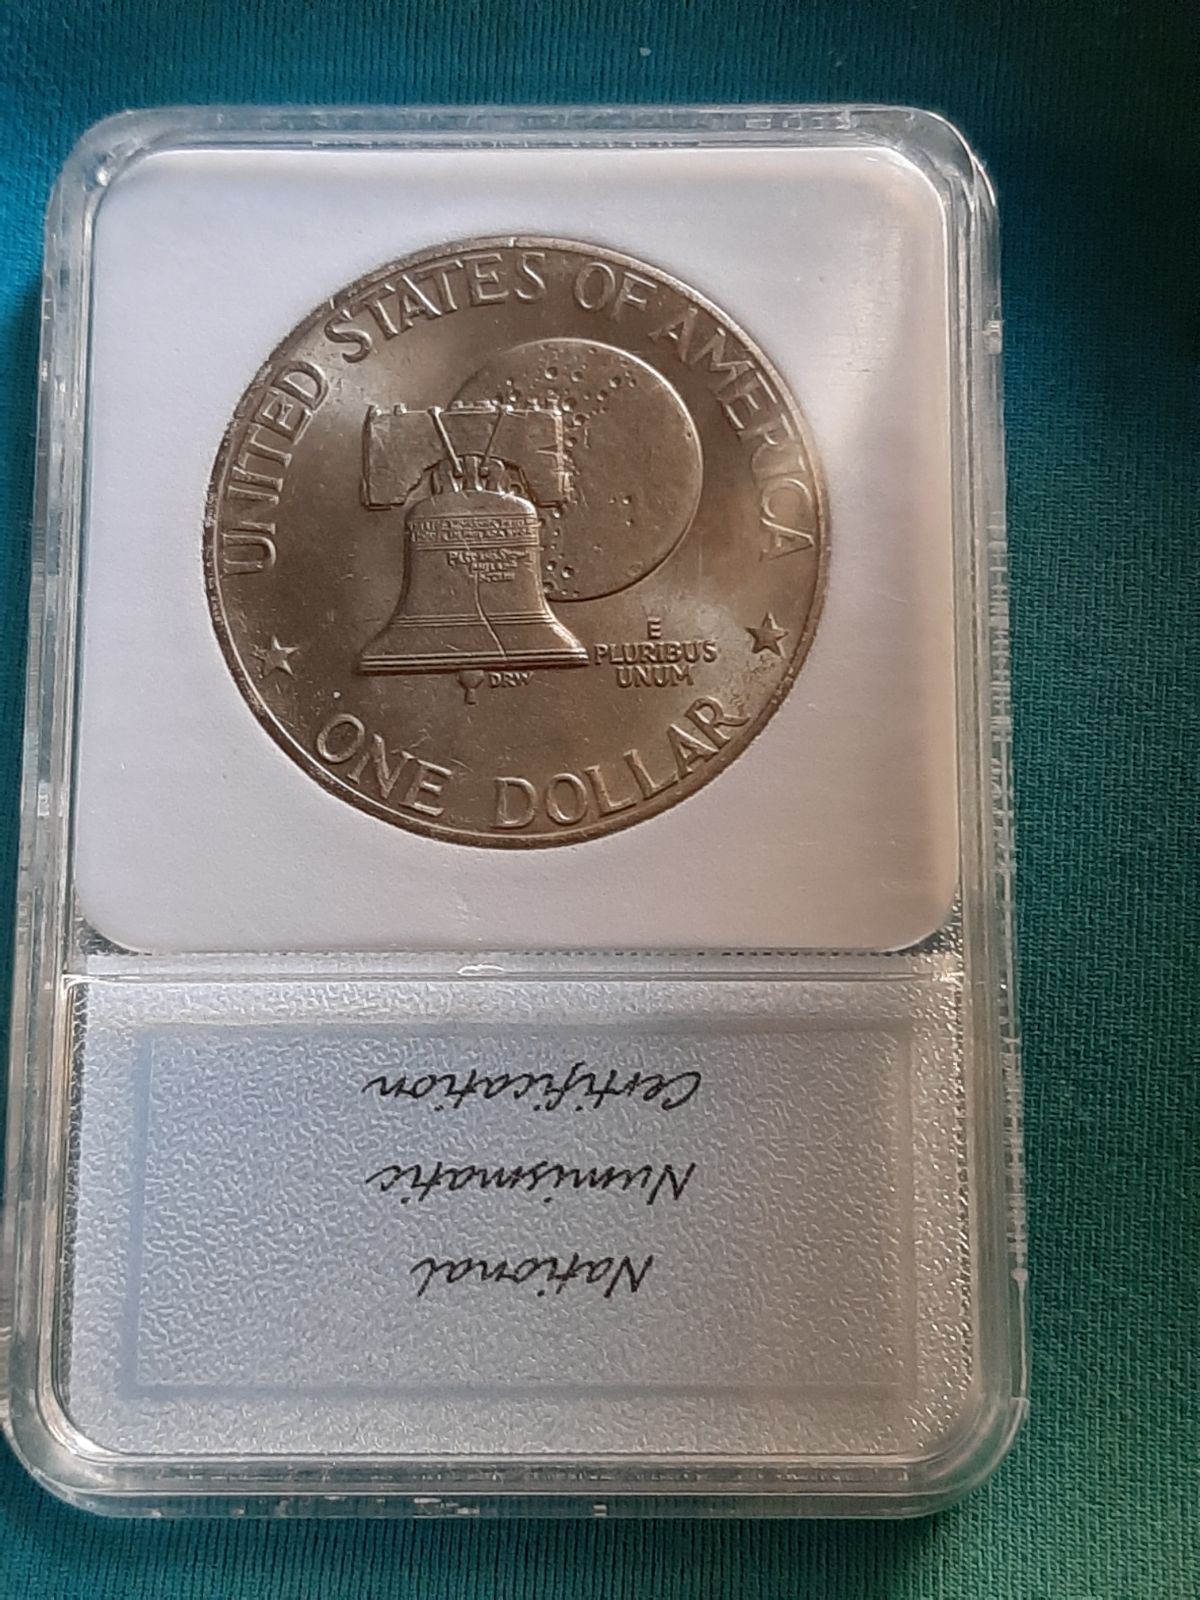 UNITED STATES OF AMERICA
E
PLURIBUS
UNUM
DRW
ONE DOLLAR
National
Numismatic
Certification